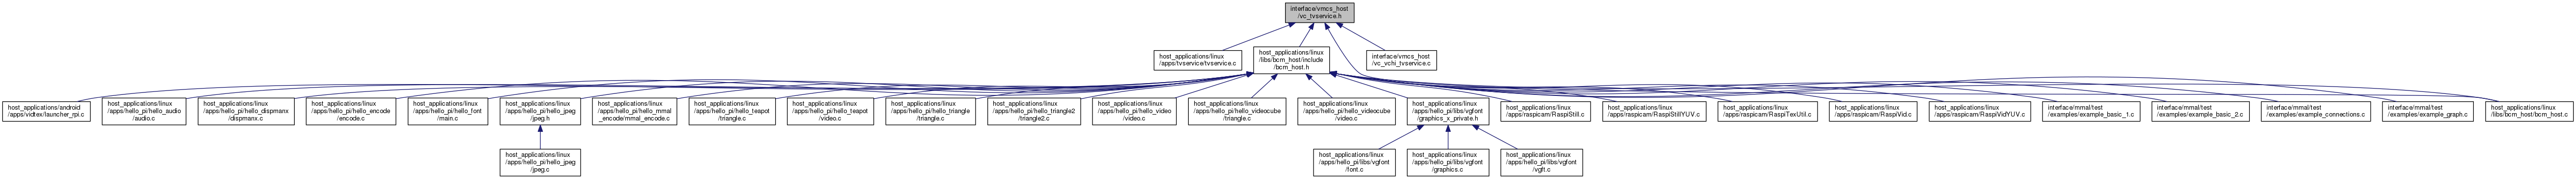 interface/vmcs_host
/vc_tvservice.h
host_applications/linux
/apps/tvservice/tvservice.c
host_applications/linux
/libs/bcm_host/include
/bcm_host.h
interface/vmcs_host
/vc_vchi_tvservice.c
host_applications/android
/apps/vidtex/launcher_rpi.c
host_applications/linux
/apps/hello_pi/hello_audio
/audio.c
host_applications/linux
/apps/hello_pi/hello_dispmanx
/dispmanx.c
host_applications/linux
/apps/hello_pi/hello_encode
/encode.c
host_applications/linux
/apps/hello_pi/hello_font
/main.c
host_applications/linux
/apps/hello_pi/hello_jpeg
/jpeg.h
host_applications/linux
/apps/hello_pi/hello_mmal
_encode/mmal_encode.c
host_applications/linux
/apps/hello_pi/hello_teapot
/triangle.c
host_applications/linux
/apps/hello_pi/hello_teapot
/video.c
host_applications/linux
/apps/hello_pi/hello_triangle
/triangle.c
host_applications/linux
/apps/hello_pi/hello_triangle2
/triangle2.c
host_applications/linux
/apps/hello_pi/hello_video
/video.c
host_applications/linux
/apps/hello_pi/hello_videocube
/triangle.c
host_applications/linux
/apps/hello_pi/hello_videocube
/video.c
host_applications/linux
/apps/hello_pi/libs/vgfont
/graphics_x_private.h
host_applications/linux
/apps/raspicam/RaspiStill.c
host_applications/linux
/apps/raspicam/RaspiStillYUV.c
host_applications/linux
/apps/raspicam/RaspiTexUtil.c
host_applications/linux
/apps/raspicam/RaspiVid.c
host_applications/linux
/apps/raspicam/RaspiVidYUV.c
interface/mmal/test
/examples/example_basic_1.c
interface/mmal/test
/examples/example_basic_2.c
interface/mmal/test
/examples/example_connections.c
interface/mmal/test
/examples/example_graph.c
host_applications/linux
/libs/bcm_host/bcm_host.c
host_applications/linux
/apps/hello_pi/hello_jpeg
/jpeg.c
host_applications/linux
/apps/hello_pi/libs/vgfont
/font.c
host_applications/linux
/apps/hello_pi/libs/vgfont
/graphics.c
host_applications/linux
/apps/hello_pi/libs/vgfont
/vgft.c